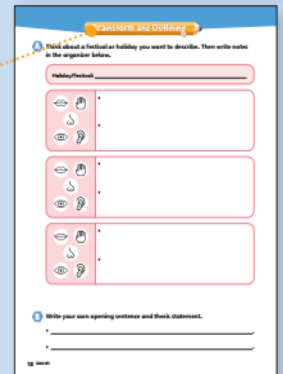 Transform and Outlining
A Think about a festival or holiday you want to describe. Then write notes
in the organizer below.
Holiday/Festival:
B Write your own opening sentence and thesis statement.
18